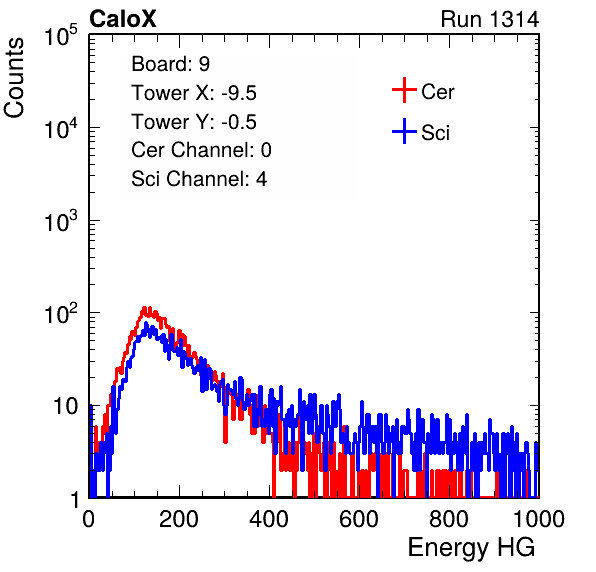 CaloX Run 1314
Counts
Board: 9
Tower X: -9.5
Tower Y: -0.5
Cer Channel: 0
Sci Channel: 4
Cer
Sci
10^5
10^4
10^3
10^2
10
1
0 200 400 600 800 1000
Energy HG